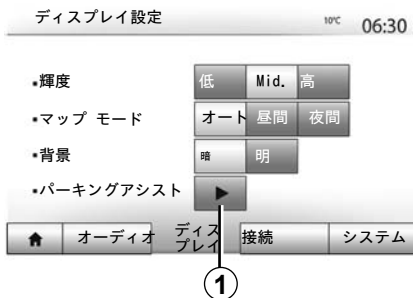 ディスプレイ設定 10℃ 06:30
•輝度 低 Mid. 高
•マップ モード オート 昼間 夜間
•背景 暗 明
•パーキングアシスト
オーディオ ディス
プレイ 接続 システム
1